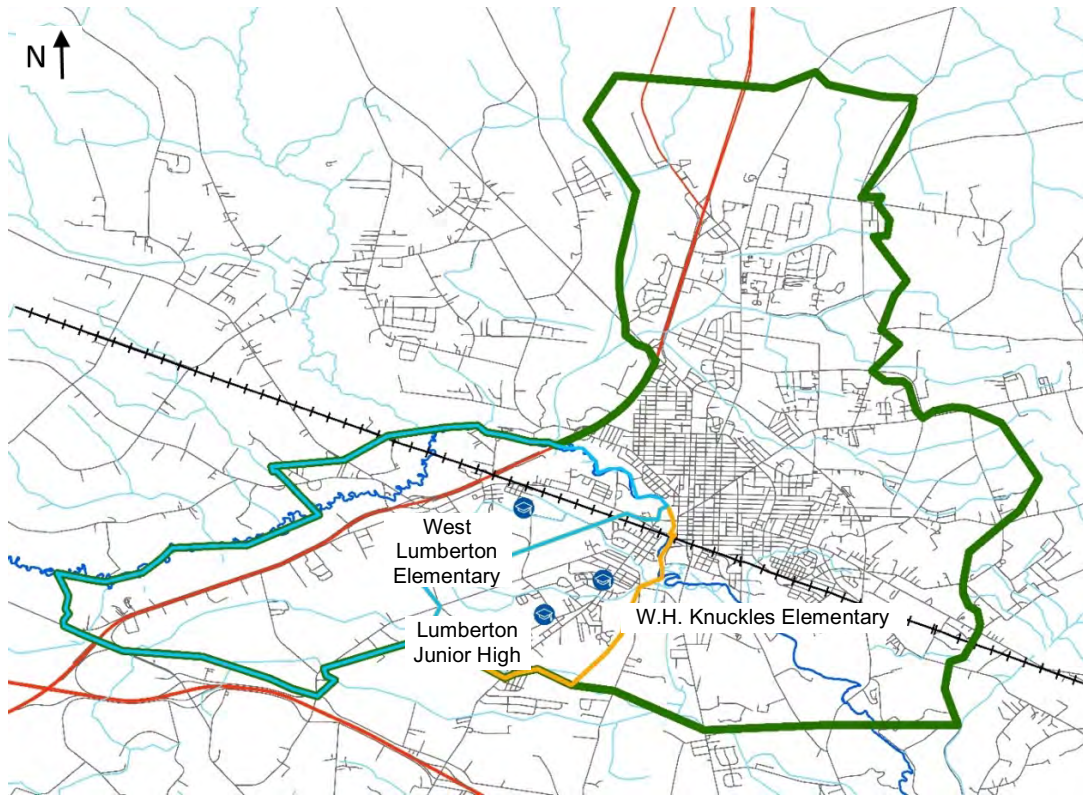 N
West
Lumberton
Elementary
Lumberton
Junior High
W.H. Knuckles Elementary